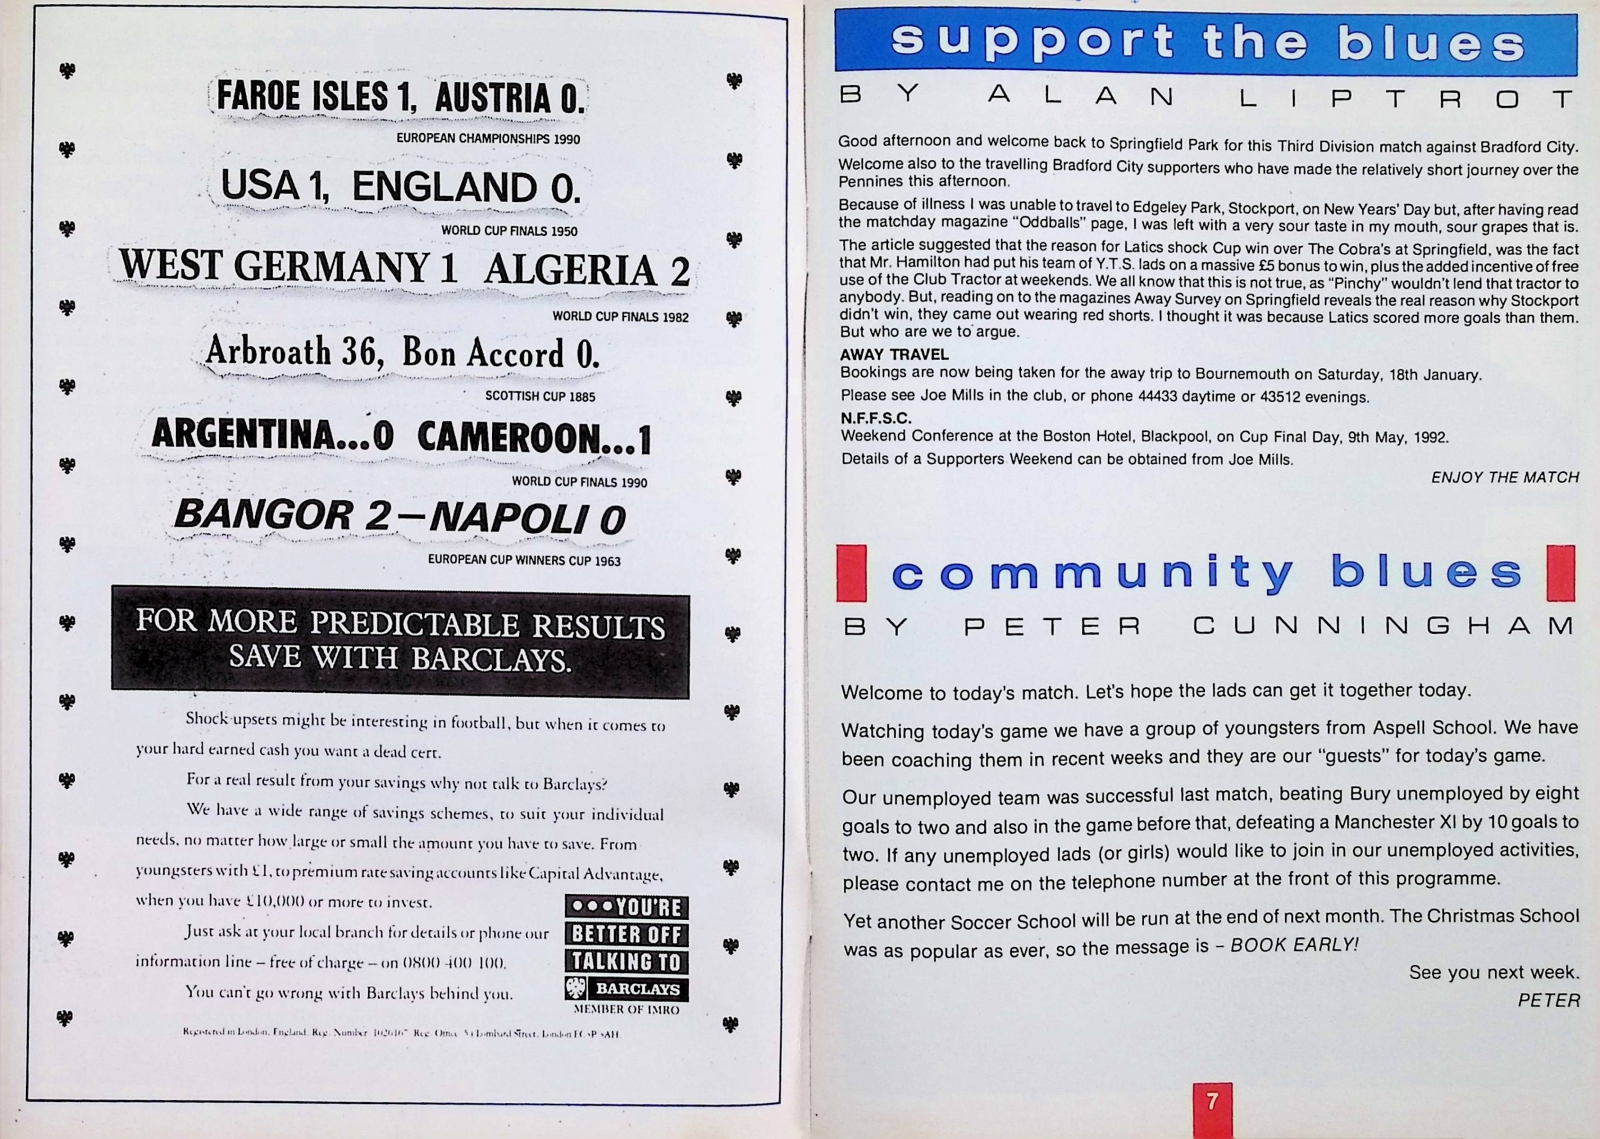 FAROE ISLES 1, AUSTRIA 0.
EUROPEAN CHAMPIONSHIPS 1990
USA 1, ENGLAND 0.
WORLD CUP FINALS 1950
WEST GERMANY 1 ALGERIA 2
WORLD CUP FINALS 1982
Arbroath 36, Bon Accord 0.
SCOTTISH CUP 1885
ARGENTINA...0 CAMEROON...1
WORLD CUP FINALS 1990
BANGOR 2–NAPOLI 0
EUROPEAN CUP WINNERS CUP 1963
FOR MORE PREDICTABLE RESULTS
SAVE WITH BARCLAYS.
Shock upsets might be interesting in football, but when it comes to
your hard earned cash you want a dead cert.
For a real result from your savings why not talk to Barclays?
We have a wide range of savings schemes, to suit your individual
needs, no matter how large or small the amount you have to save. From
youngsters with £1, to premium rate saving accounts like Capital Advantage,
when you have £10,000 or more to invest.
Just ask at your local branch for details or phone our
information line – free of charge – on 0800 400 100.
You can't go wrong with Barclays behind you.
•••YOU'RE
BETTER OFF
TALKING TO
BARCLAYS
MEMBER OF IMRO
Registered in London, England. Reg. Number Reg. Office Lombard Street, London
support the blues
BY ALAN LIPTROT
Good afternoon and welcome back to Springfield Park for this Third Division match against Bradford City.
Welcome also to the travelling Bradford City supporters who have made the relatively short journey over the
Pennines this afternoon.
Because of illness I was unable to travel to Edgeley Park, Stockport, on New Years' Day but, after having read
the matchday magazine "Oddballs" page, I was left with a very sour taste in my mouth, sour grapes that is.
The article suggested that the reason for Latics shock Cup win over The Cobra's at Springfield, was the fact
that Mr. Hamilton had put his team of Y.T.S. lads on a massive £5 bonus to win, plus the added incentive of free
use of the Club Tractor at weekends. We all know that this is not true, as "Pinchy" wouldn't lend that tractor to
anybody. But, reading on to the magazines Away Survey on Springfield reveals the real reason why Stockport
didn't win, they came out wearing red shorts. I thought it was because Latics scored more goals than them.
But who are we to argue.
AWAY TRAVEL
Bookings are now being taken for the away trip to Bournemouth on Saturday, 18th January.
Please see Joe Mills in the club, or phone 44433 daytime or 43512 evenings.
N.F.F.S.C.
Weekend Conference at the Boston Hotel, Blackpool, on Cup Final Day, 9th May, 1992.
Details of a Supporters Weekend can be obtained from Joe Mills.
ENJOY THE MATCH
community blues
BY PETER CUNNINGHAM
Welcome to today's match. Let's hope the lads can get it together today.
Watching today's game we have a group of youngsters from Aspell School. We have
been coaching them in recent weeks and they are our "guests" for today's game.
Our unemployed team was successful last match, beating Bury unemployed by eight
goals to two and also in the game before that, defeating a Manchester XI by 10 goals to
two. If any unemployed lads (or girls) would like to join in our unemployed activities,
please contact me on the telephone number at the front of this programme.
Yet another Soccer School will be run at the end of next month. The Christmas School
was as popular as ever, so the message is – BOOK EARLY!
See you next week.
PETER
7